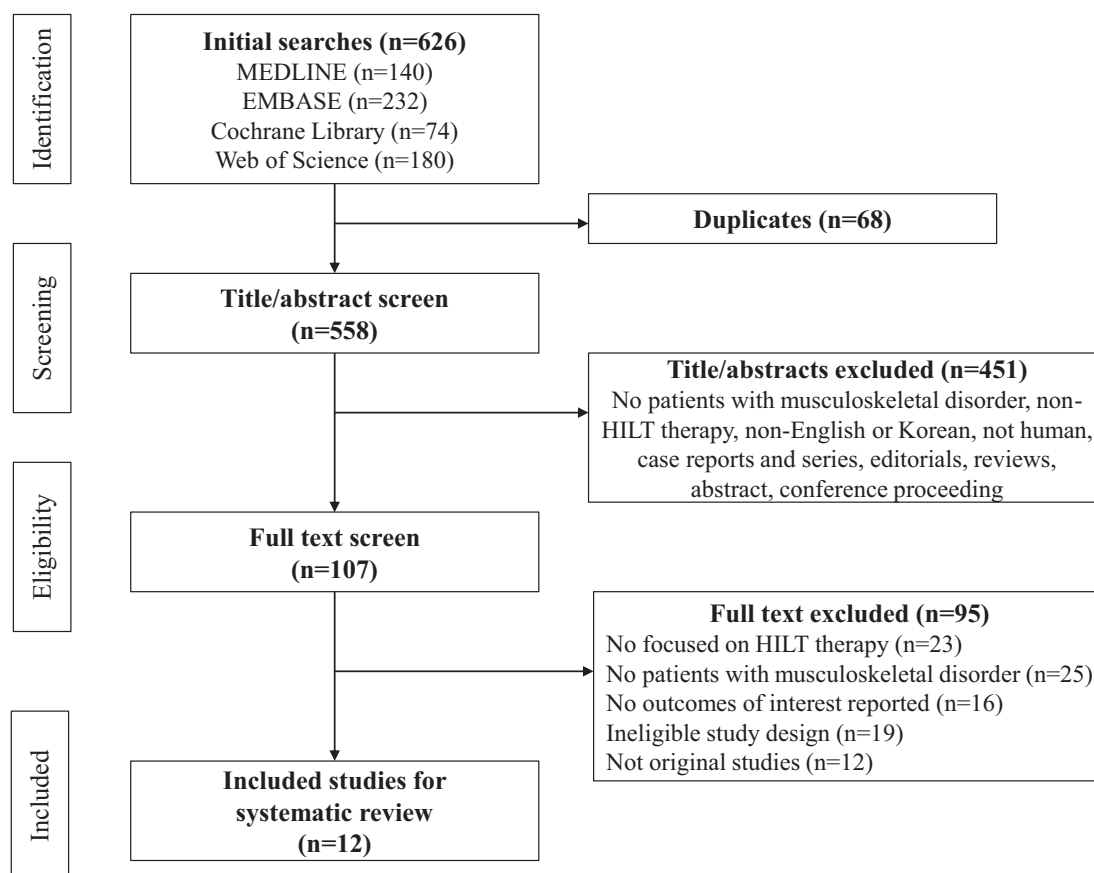 Identification
Initial searches (n=626)
MEDLINE (n=140)
EMBASE (n=232)
Cochrane Library (n=74)
Web of Science (n=180)
Duplicates (n=68)
Screening
Title/abstract screen
(n=558)
Title/abstracts excluded (n=451)
No patients with musculoskeletal disorder, non-
HILT therapy, non-English or Korean, not human,
case reports and series, editorials, reviews,
abstract, conference proceeding
Eligibility
Full text screen
(n=107)
Full text excluded (n=95)
No focused on HILT therapy (n=23)
No patients with musculoskeletal disorder (n=25)
No outcomes of interest reported (n=16)
Ineligible study design (n=19)
Not original studies (n=12)
Included
Included studies for
systematic review
(n=12)